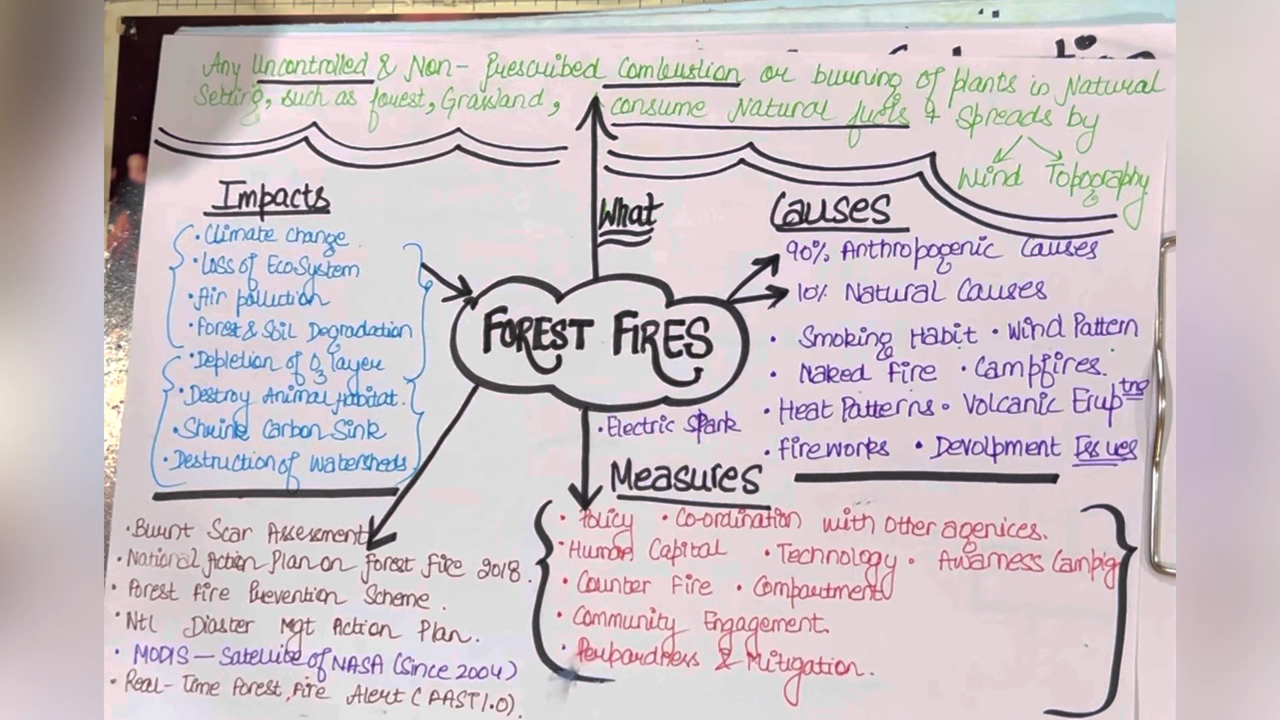 Any Uncontrolled & Non-Prescribed Combustion or burning of plants in Natural
Setting, such as forest, Grassland, consume Natural fuels & Spreads by
Wind Topography
What
Impacts
• Climate change
• Loss of EcoSystem
• Air pollution
• Forest & Soil Degradation
• Depletion of O3 layer
• Destroy Animal Habitat.
• Shrink Carbon Sink
• Destruction of Watersheds
FOREST FIRES
Causes
90% Anthropogenic Causes
10% Natural Causes
• Smoking Habit • Wind Pattern
• Naked Fire • Campfires.
• Heat Patterns • Volcanic Eruptns
• Electric Spark
• fireworks • Devolpment Issues
Measures
• Policy • Co-ordination with other agenices.
• Human Capital • Technology • Awarness Campig
• Counter Fire • Compartment
• Community Engagement.
• Perpardness & Mitigation.
• Burnt Scar Assessment
• National Action Plan on forest fire 2018.
• Forest Fire Prevention Scheme.
• Ntl Diaster Mgt Action Plan.
• MODIS — Satellite of NASA (Since 2004)
• Real-Time Forest Fire Alert (FAST 1.0).